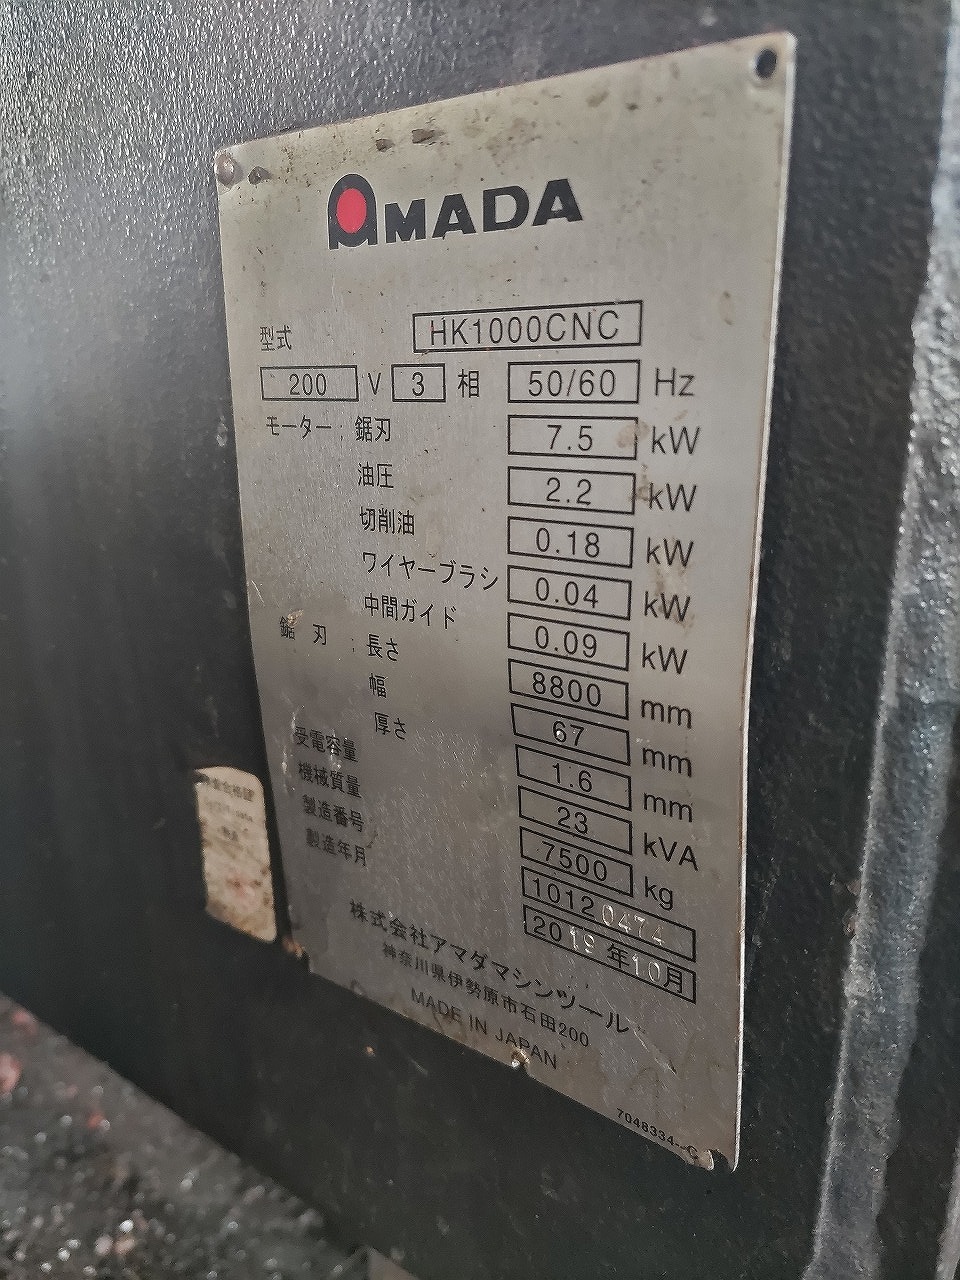 AMADA
型式 HK1000CNC
200 V 3 相 50/60 Hz
モーター : 鋸刃 7.5 kW
油圧 2.2 kW
切削油 0.18 kW
ワイヤーブラシ 0.04 kW
中間ガイド 0.09 kW
鋸 刃 : 長さ 8800 mm
幅 67 mm
厚さ 1.6 mm
受電容量 23 kVA
機械質量 7500 kg
製造番号 10120474
製造年月 2019年10月
株式会社アマダマシンツール
神奈川県伊勢原市石田200
MADE IN JAPAN
7048334-C